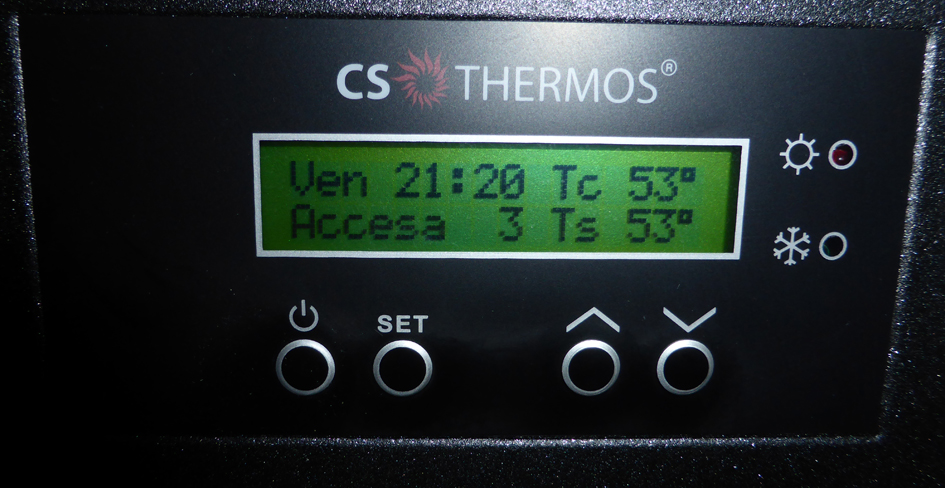 CS THERMOS®
Ven 21:20 Tc 53°
Accesa 3 Ts 53°
SET